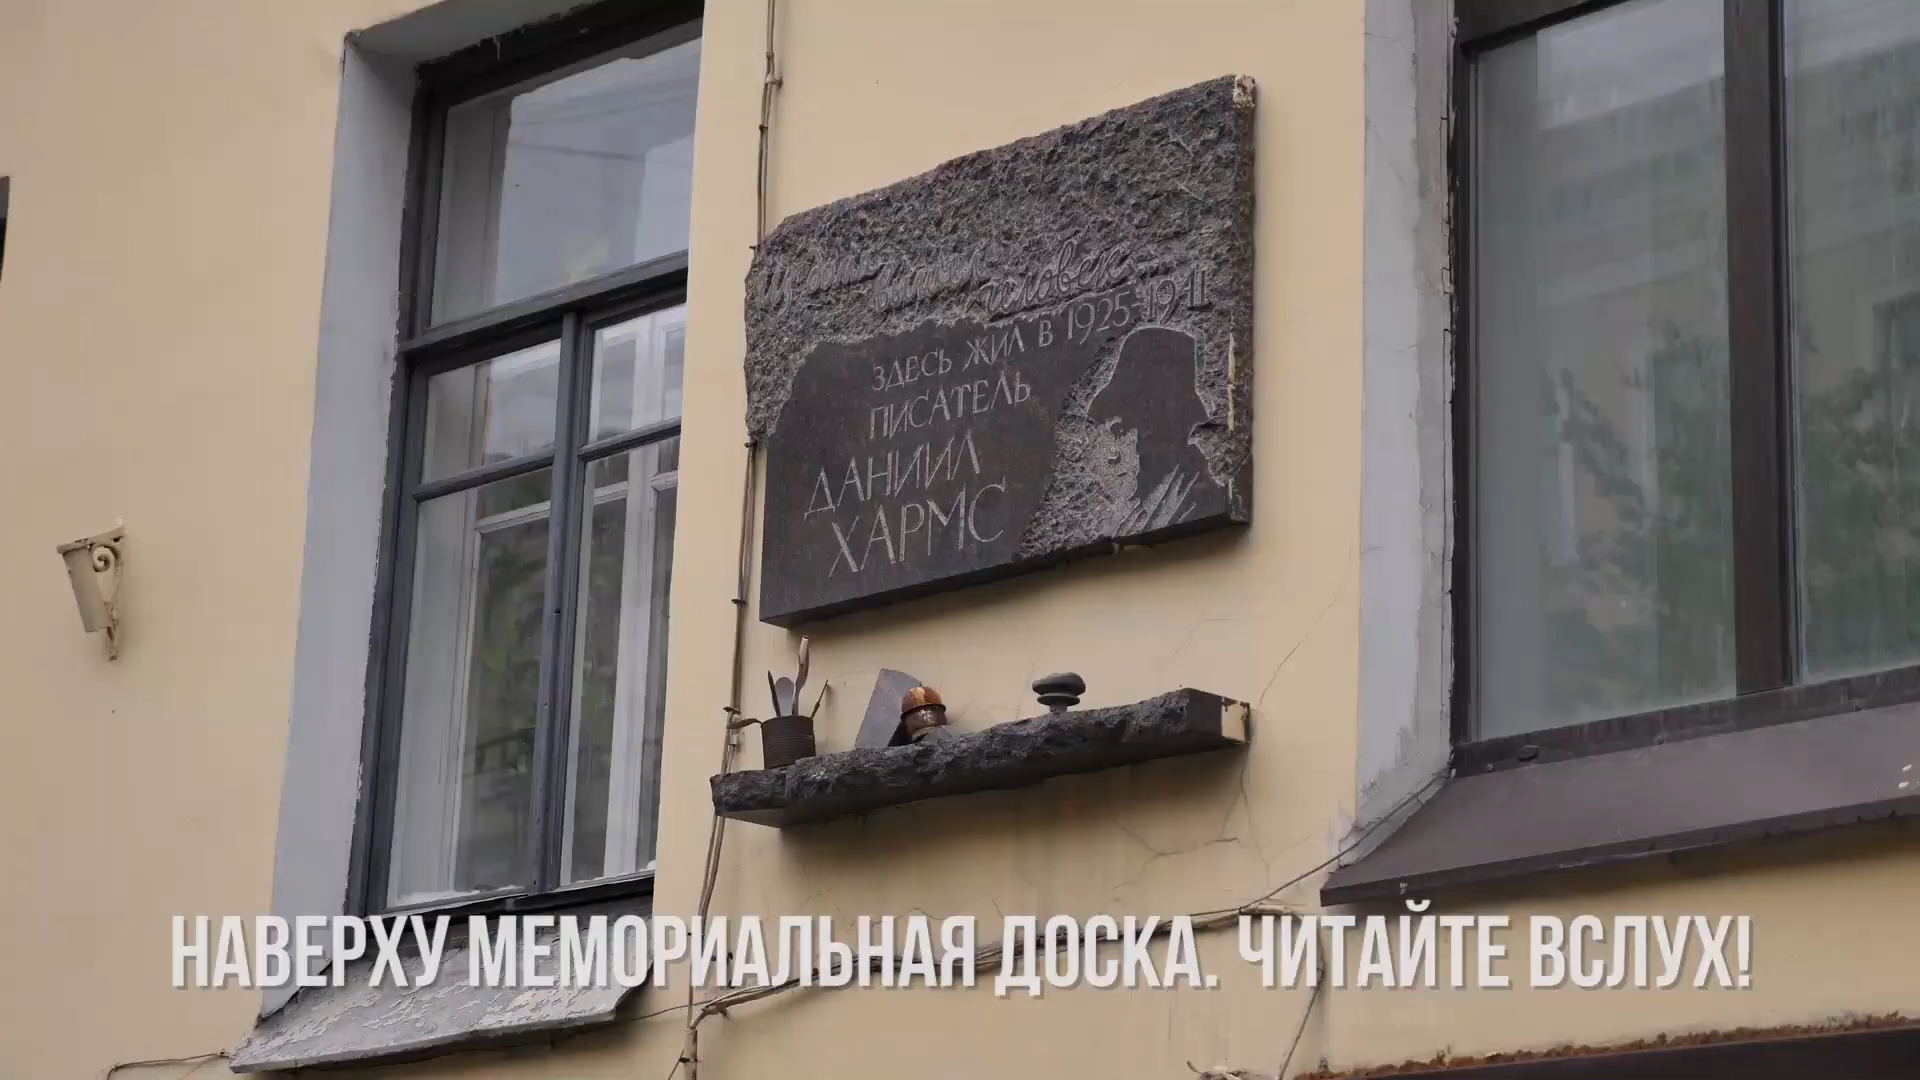 Из дома вышел человек
ЗДЕСЬ ЖИЛ В 1925-1941
ПИСАТЕЛЬ
ДАНИИЛ
ХАРМС
НАВЕРХУ МЕМОРИАЛЬНАЯ ДОСКА. ЧИТАЙТЕ ВСЛУХ!